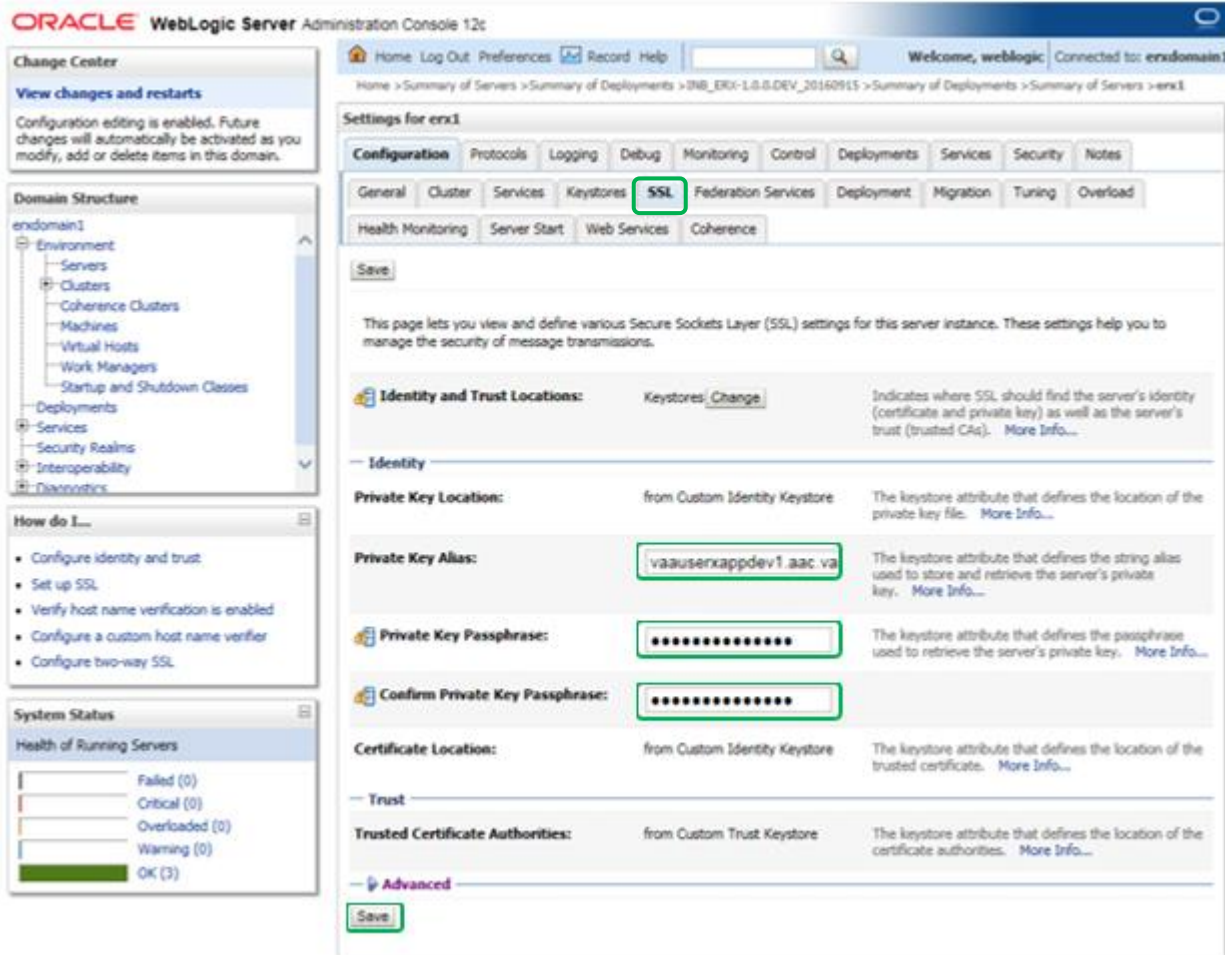 ORACLE WebLogic Server Administration Console 12c
Change Center
View changes and restarts
Configuration editing is enabled. Future
changes will automatically be activated as you
modify, add or delete items in this domain.
Domain Structure
erxdomain1
Environment
Servers
Clusters
Coherence Clusters
Machines
Virtual Hosts
Work Managers
Startup and Shutdown Classes
Deployments
Services
Security Realms
Interoperability
Diagnostics
How do I...
Configure identity and trust
Set up SSL
Verify host name verification is enabled
Configure a custom host name verifier
Configure two-way SSL
System Status
Health of Running Servers
Failed (0)
Critical (0)
Overloaded (0)
Warning (0)
OK (3)
Home Log Out Preferences Record Help
Welcome, weblogic Connected to: erxdomain1
Home >Summary of Servers >Summary of Deployments >INB_ERX-1.0.0.DEV_20160915 >Summary of Deployments >Summary of Servers >erx1
Settings for erx1
Configuration Protocols Logging Debug Monitoring Control Deployments Services Security Notes
General Cluster Services Keystores SSL Federation Services Deployment Migration Tuning Overload
Health Monitoring Server Start Web Services Coherence
Save
This page lets you view and define various Secure Sockets Layer (SSL) settings for this server instance. These settings help you to
manage the security of message transmissions.
Identity and Trust Locations: Keystores Change
Indicates where SSL should find the server's identity
(certificate and private key) as well as the server's
trust (trusted CAs). More Info...
Identity
Private Key Location: from Custom Identity Keystore
The keystore attribute that defines the location of the
private key file. More Info...
Private Key Alias: vaauserxappdev1.aac.va
The keystore attribute that defines the string alias
used to store and retrieve the server's private
key. More Info...
Private Key Passphrase: ●●●●●●●●●●●●●●
The keystore attribute that defines the passphrase
used to retrieve the server's private key. More Info...
Confirm Private Key Passphrase: ●●●●●●●●●●●●●●
Certificate Location: from Custom Identity Keystore
The keystore attribute that defines the location of the
trusted certificate. More Info...
Trust
Trusted Certificate Authorities: from Custom Trust Keystore
The keystore attribute that defines the location of the
certificate authorities. More Info...
Advanced
Save